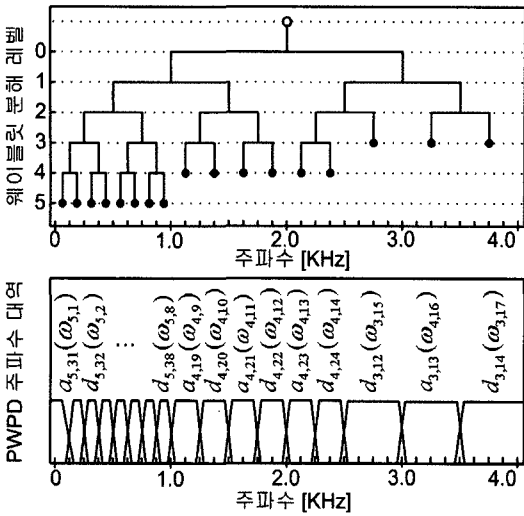 웨이블릿 분해 레벨
0
1
2
3
4
5
0.0 1.0 2.0 3.0 4.0
주파수 [KHz]
PWPD 주파수 대역
a5,31(ω5,1)
d5,32(ω5,2)
...
d5,38(ω5,8)
a4,19(ω4,9)
d4,20(ω4,10)
a4,21(ω4,11)
d4,22(ω4,12)
a4,23(ω4,13)
d4,24(ω4,14)
d3,12(ω3,15)
a3,13(ω4,16)
d3,14(ω3,17)
0.0 1.0 2.0 3.0 4.0
주파수 [KHz]